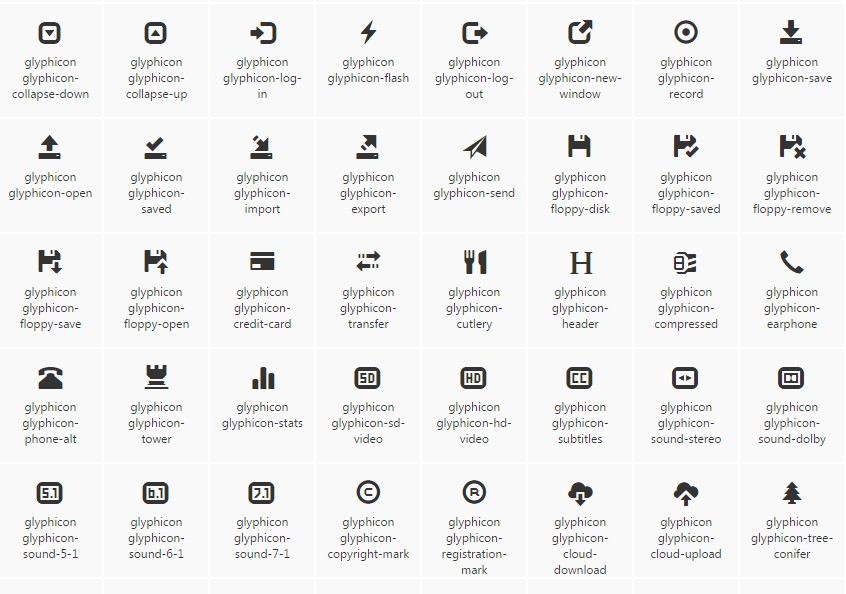 glyphicon
glyphicon-
collapse-down
glyphicon
glyphicon-
collapse-up
glyphicon
glyphicon-log-
in
glyphicon
glyphicon-flash
glyphicon
glyphicon-log-
out
glyphicon
glyphicon-new-
window
glyphicon
glyphicon-
record
glyphicon
glyphicon-save
glyphicon
glyphicon-open
glyphicon
glyphicon-
saved
glyphicon
glyphicon-
import
glyphicon
glyphicon-
export
glyphicon
glyphicon-send
glyphicon
glyphicon-
floppy-disk
glyphicon
glyphicon-
floppy-saved
glyphicon
glyphicon-
floppy-remove
glyphicon
glyphicon-
floppy-save
glyphicon
glyphicon-
floppy-open
glyphicon
glyphicon-
credit-card
glyphicon
glyphicon-
transfer
glyphicon
glyphicon-
cutlery
H
glyphicon
glyphicon-
header
glyphicon
glyphicon-
compressed
glyphicon
glyphicon-
earphone
glyphicon
glyphicon-
phone-alt
glyphicon
glyphicon-
tower
glyphicon
glyphicon-stats
SD
glyphicon
glyphicon-sd-
video
HD
glyphicon
glyphicon-hd-
video
CC
glyphicon
glyphicon-
subtitles
glyphicon
glyphicon-
sound-stereo
glyphicon
glyphicon-
sound-dolby
5.1
glyphicon
glyphicon-
sound-5-1
6.1
glyphicon
glyphicon-
sound-6-1
7.1
glyphicon
glyphicon-
sound-7-1
©
glyphicon
glyphicon-
copyright-mark
®
glyphicon
glyphicon-
registration-
mark
glyphicon
glyphicon-
cloud-
download
glyphicon
glyphicon-
cloud-upload
glyphicon
glyphicon-tree-
conifer